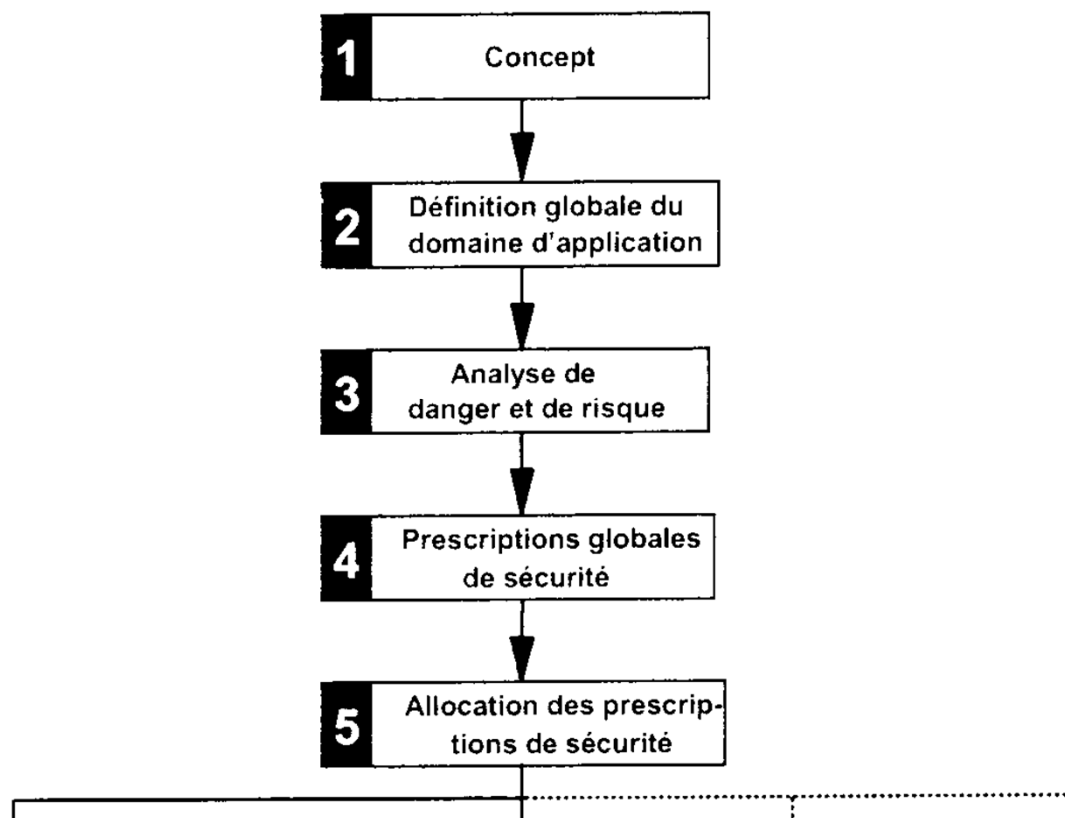 1 Concept
2 Définition globale du
domaine d'application
3 Analyse de
danger et de risque
4 Prescriptions globales
de sécurité
5 Allocation des prescrip-
tions de sécurité